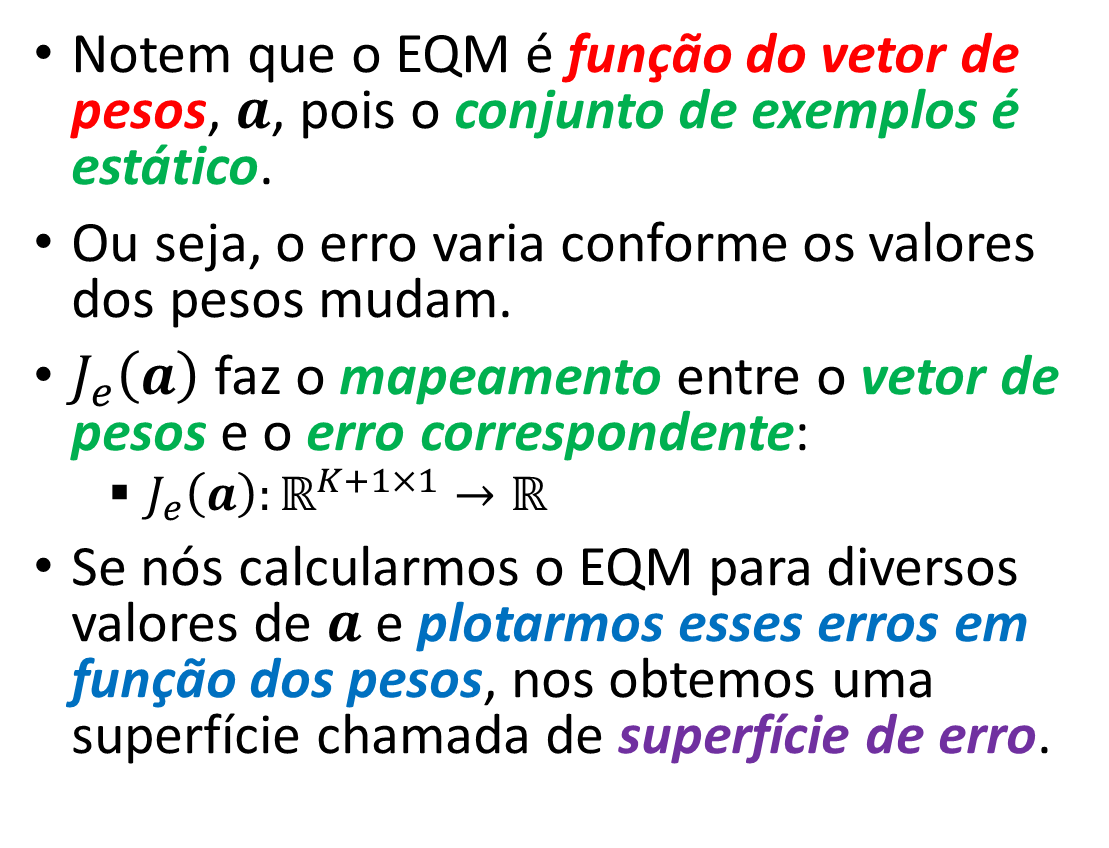 • Notem que o EQM é função do vetor de
pesos, a, pois o conjunto de exemplos é
estático.
• Ou seja, o erro varia conforme os valores
dos pesos mudam.
• Jₑ(a) faz o mapeamento entre o vetor de
pesos e o erro correspondente:
▪ Jₑ(a): ℝ^{K+1×1} → ℝ
• Se nós calcularmos o EQM para diversos
valores de a e plotarmos esses erros em
função dos pesos, nos obtemos uma
superfície chamada de superfície de erro.